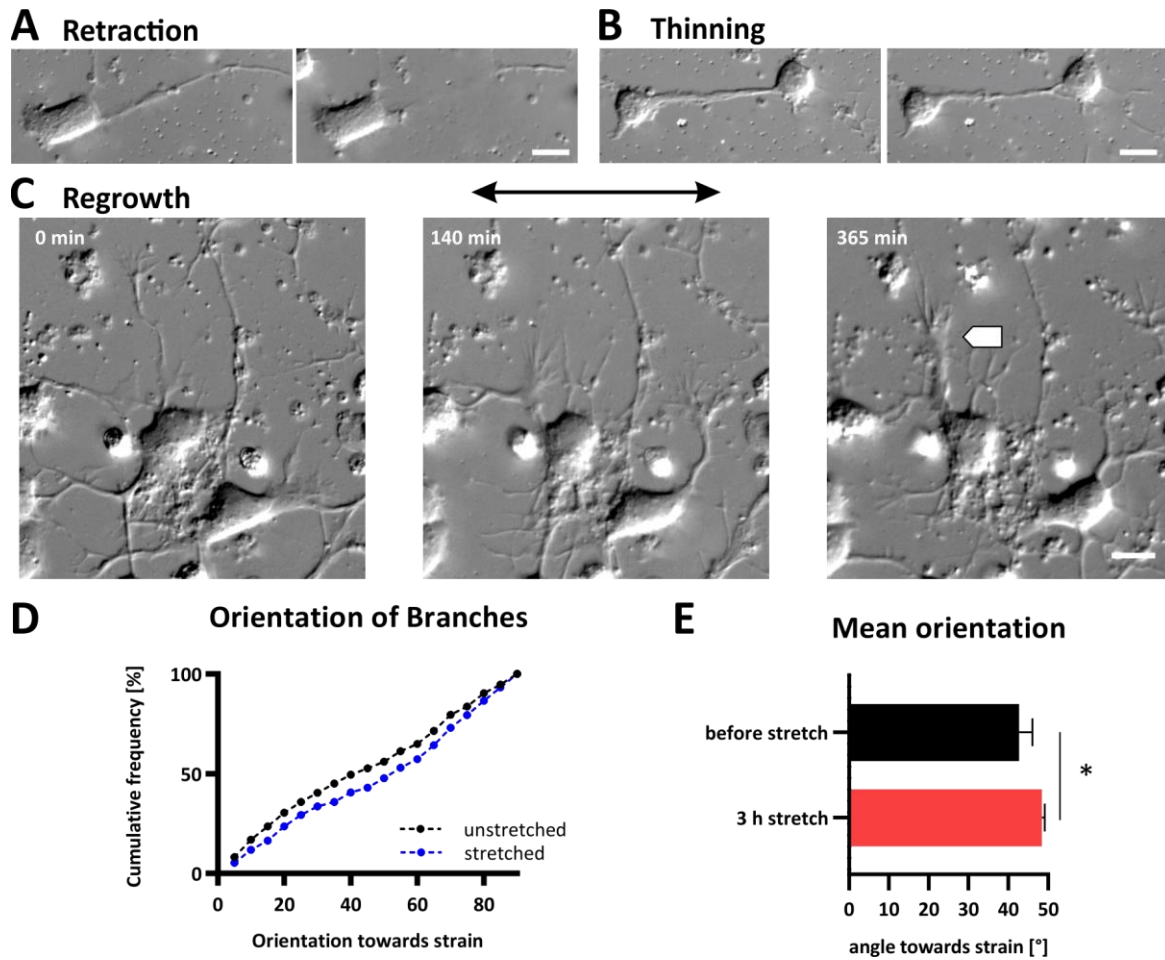 A Retraction
B Thinning
C Regrowth
0 min
140 min
365 min
D
Orientation of Branches
Cumulative frequency [%]
100
50
0
unstretched
stretched
0 20 40 60 80
Orientation towards strain
E
Mean orientation
before stretch
3 h stretch
*
0 10 20 30 40 50
angle towards strain [°]